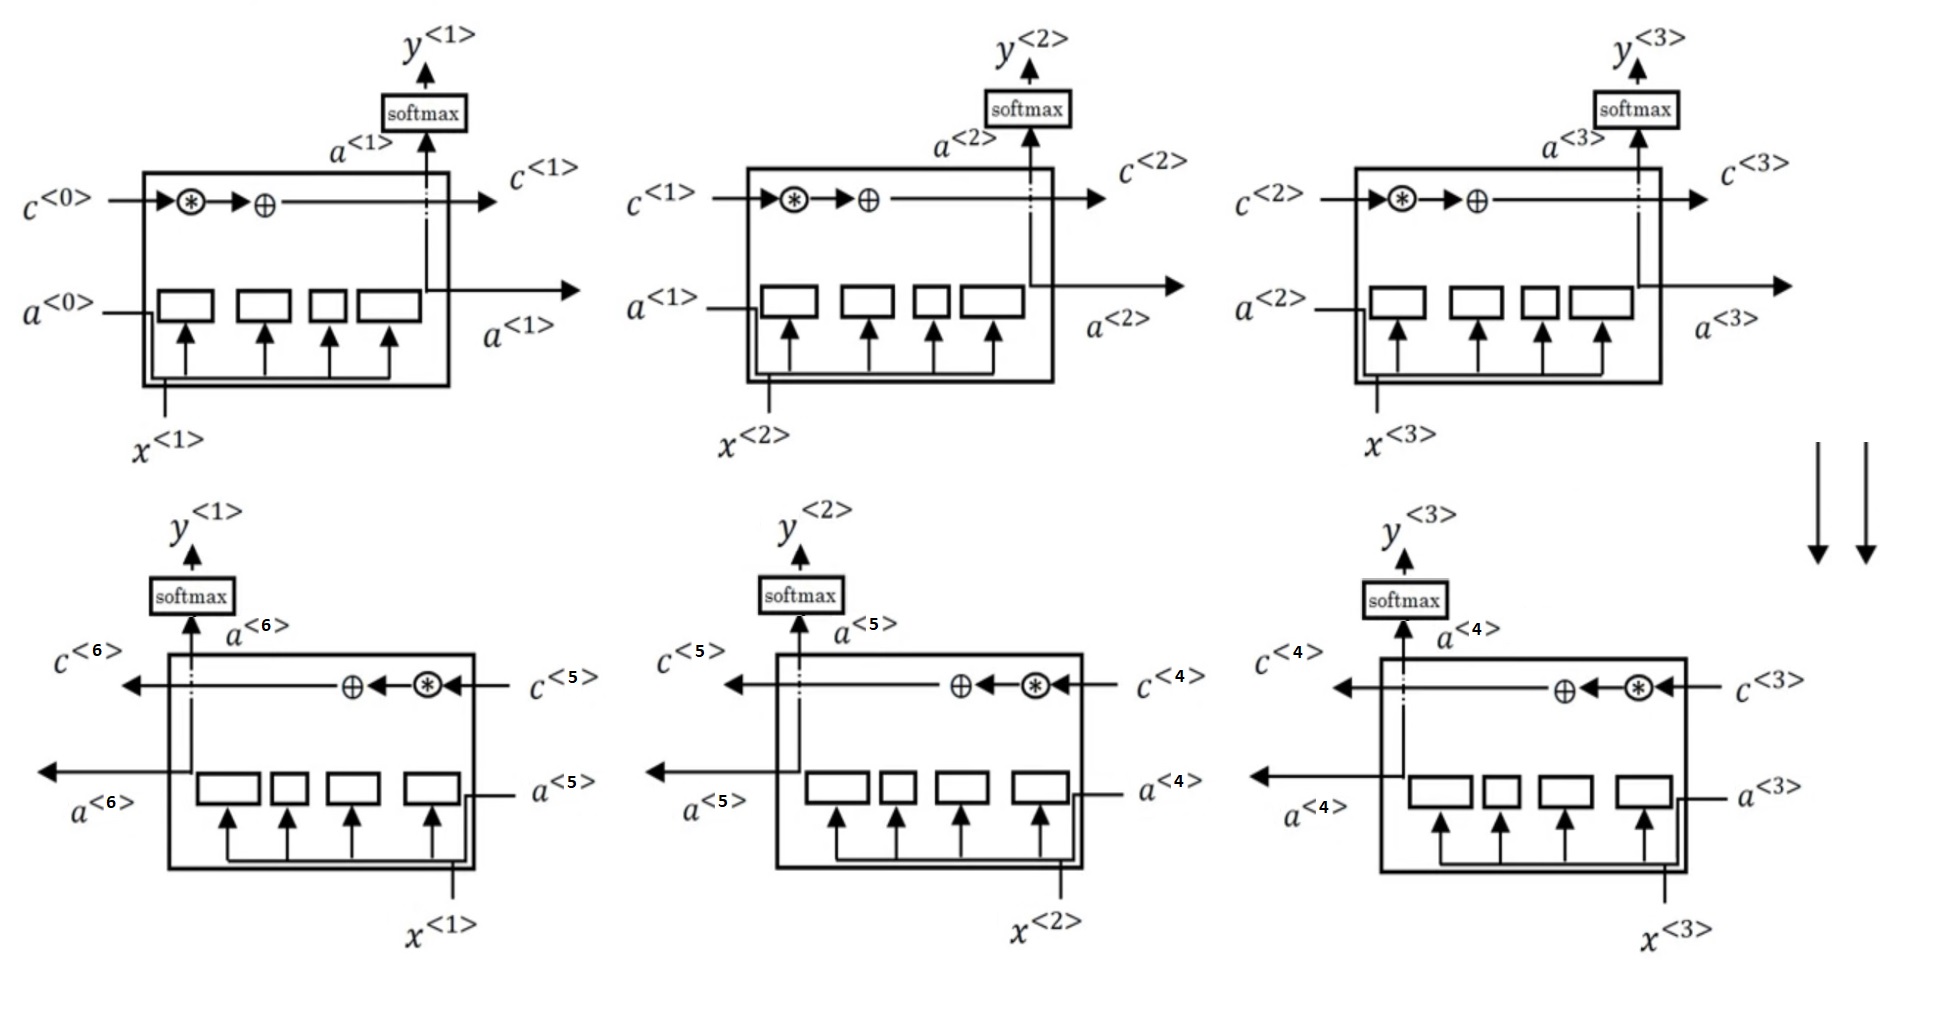 y<1> y<2> y<3>
softmax softmax softmax
a<1> a<2> a<3>
c<0> c<1> c<1> c<2> c<2> c<3>
a<0> a<1> a<1> a<2> a<2> a<3>
x<1> x<2> x<3>
y<1> y<2> y<3>
softmax softmax softmax
a<6> a<5> a<4>
c<6> c<5> c<5> c<4> c<4> c<3>
a<6> a<5> a<5> a<4> a<4> a<3>
x<1> x<2> x<3>